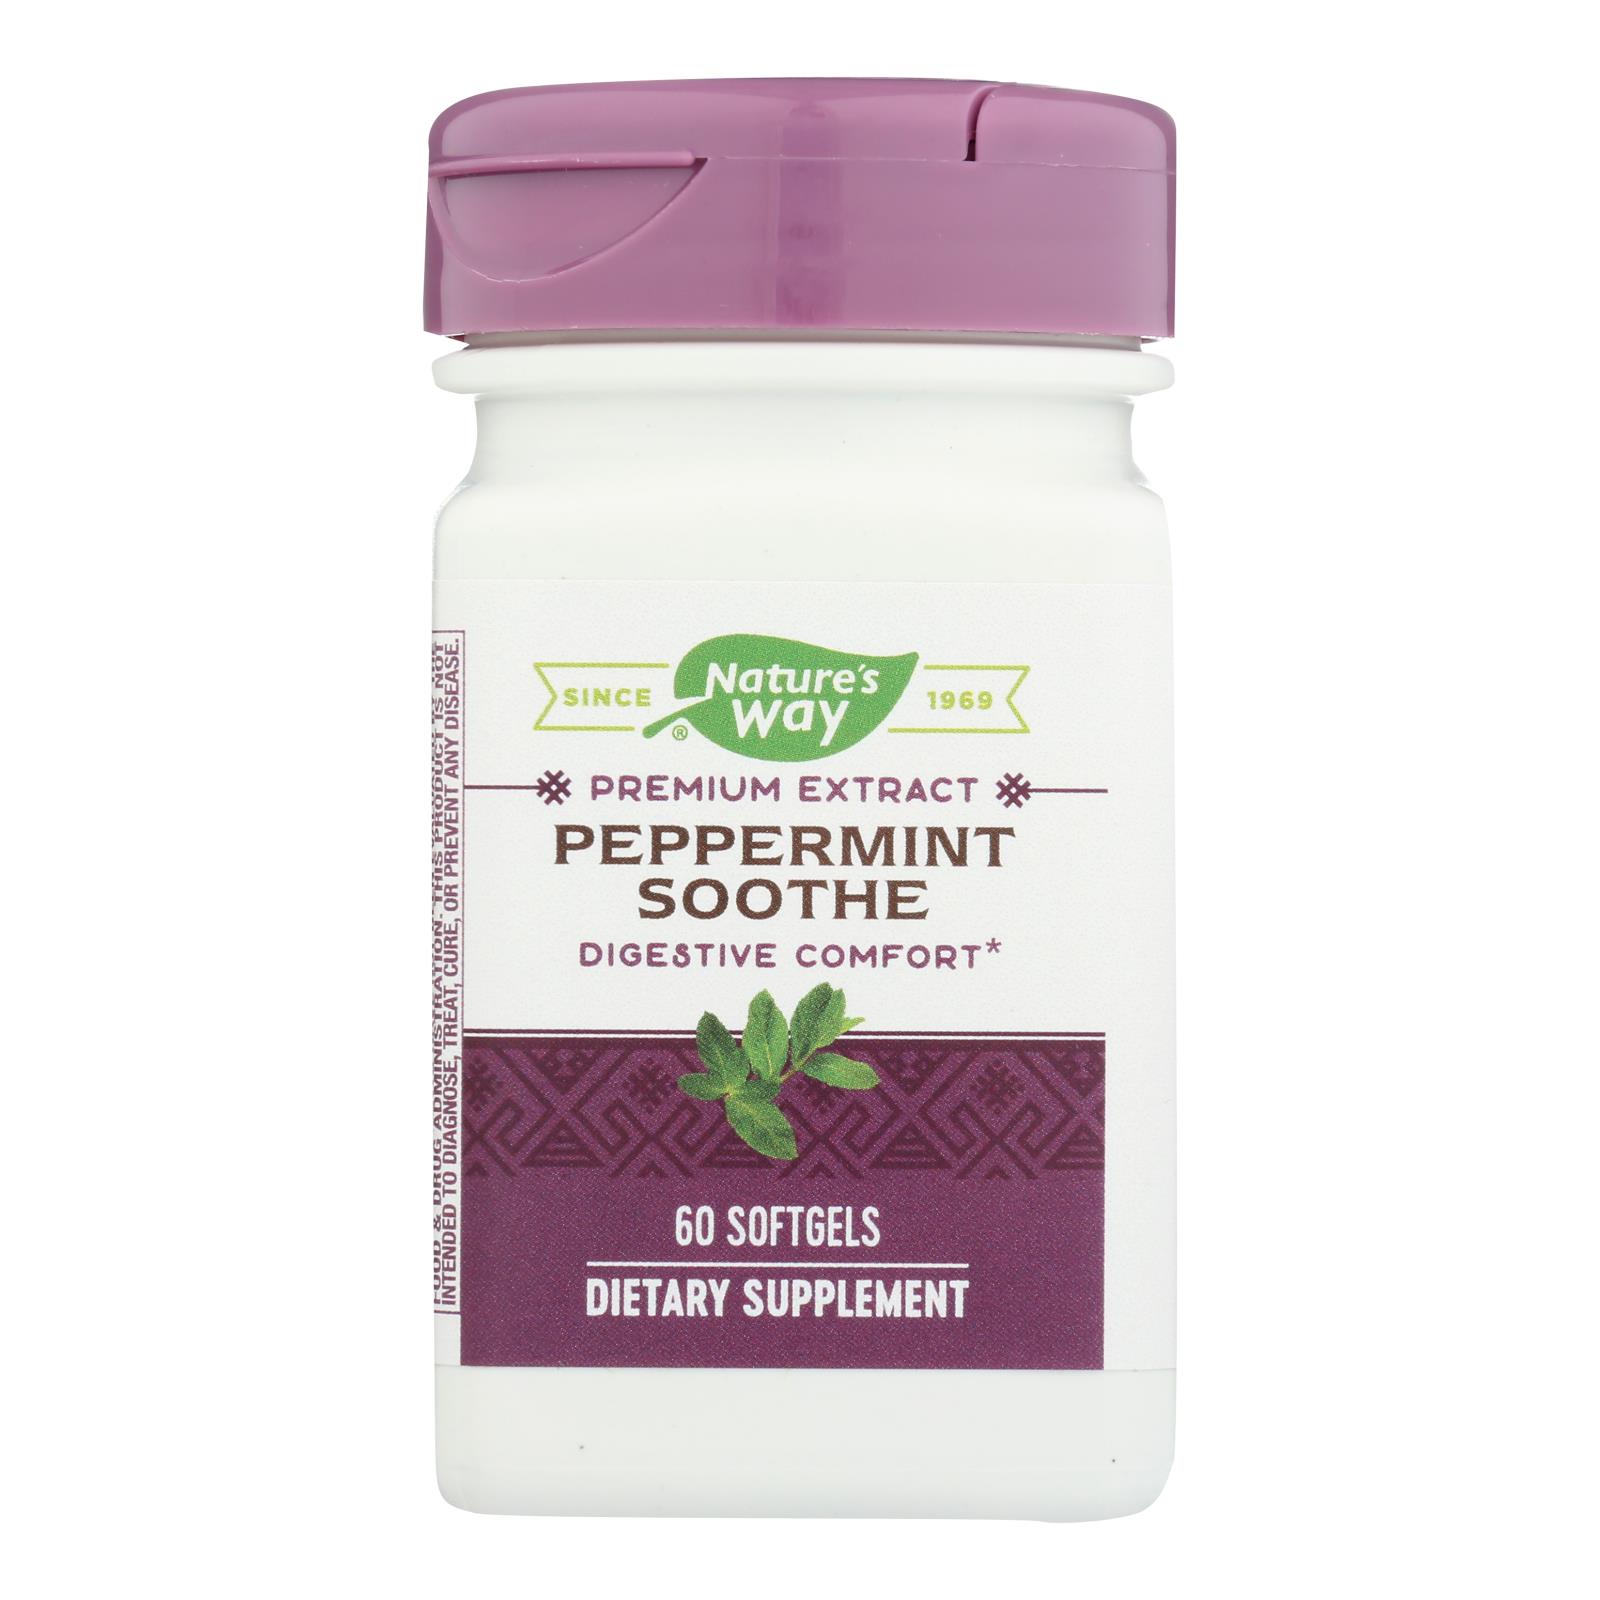 SINCE
Nature's
Way
®
1969
PREMIUM EXTRACT
PEPPERMINT
SOOTHE
DIGESTIVE COMFORT*
60 SOFTGELS
DIETARY SUPPLEMENT
FOOD & DRUG ADMINISTRATION. THIS PRODUCT IS NOT
INTENDED TO DIAGNOSE, TREAT, CURE, OR PREVENT ANY DISEASE.